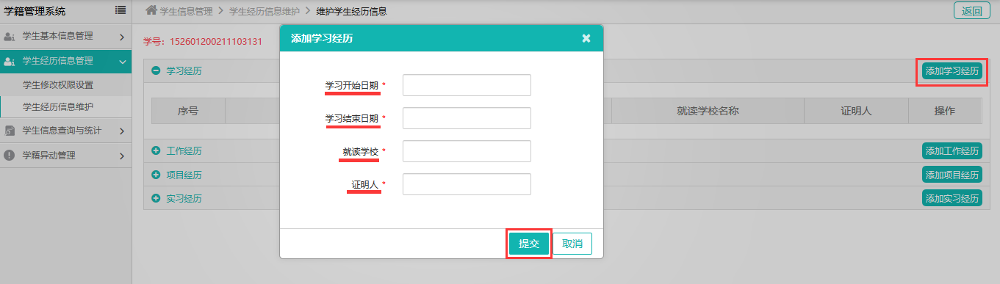 学籍管理系统
学生信息管理 > 学生经历信息维护 > 维护学生经历信息
返回
学生基本信息管理
学生经历信息管理
学生修改权限设置
学生经历信息维护
学生信息查询与统计
学籍异动管理
学号：152601200211103131
学习经历
添加学习经历
序号
就读学校名称
证明人
操作
工作经历
添加工作经历
项目经历
添加项目经历
实习经历
添加实习经历
添加学习经历
×
学习开始日期 *
学习结束日期 *
就读学校 *
证明人 *
提交
取消